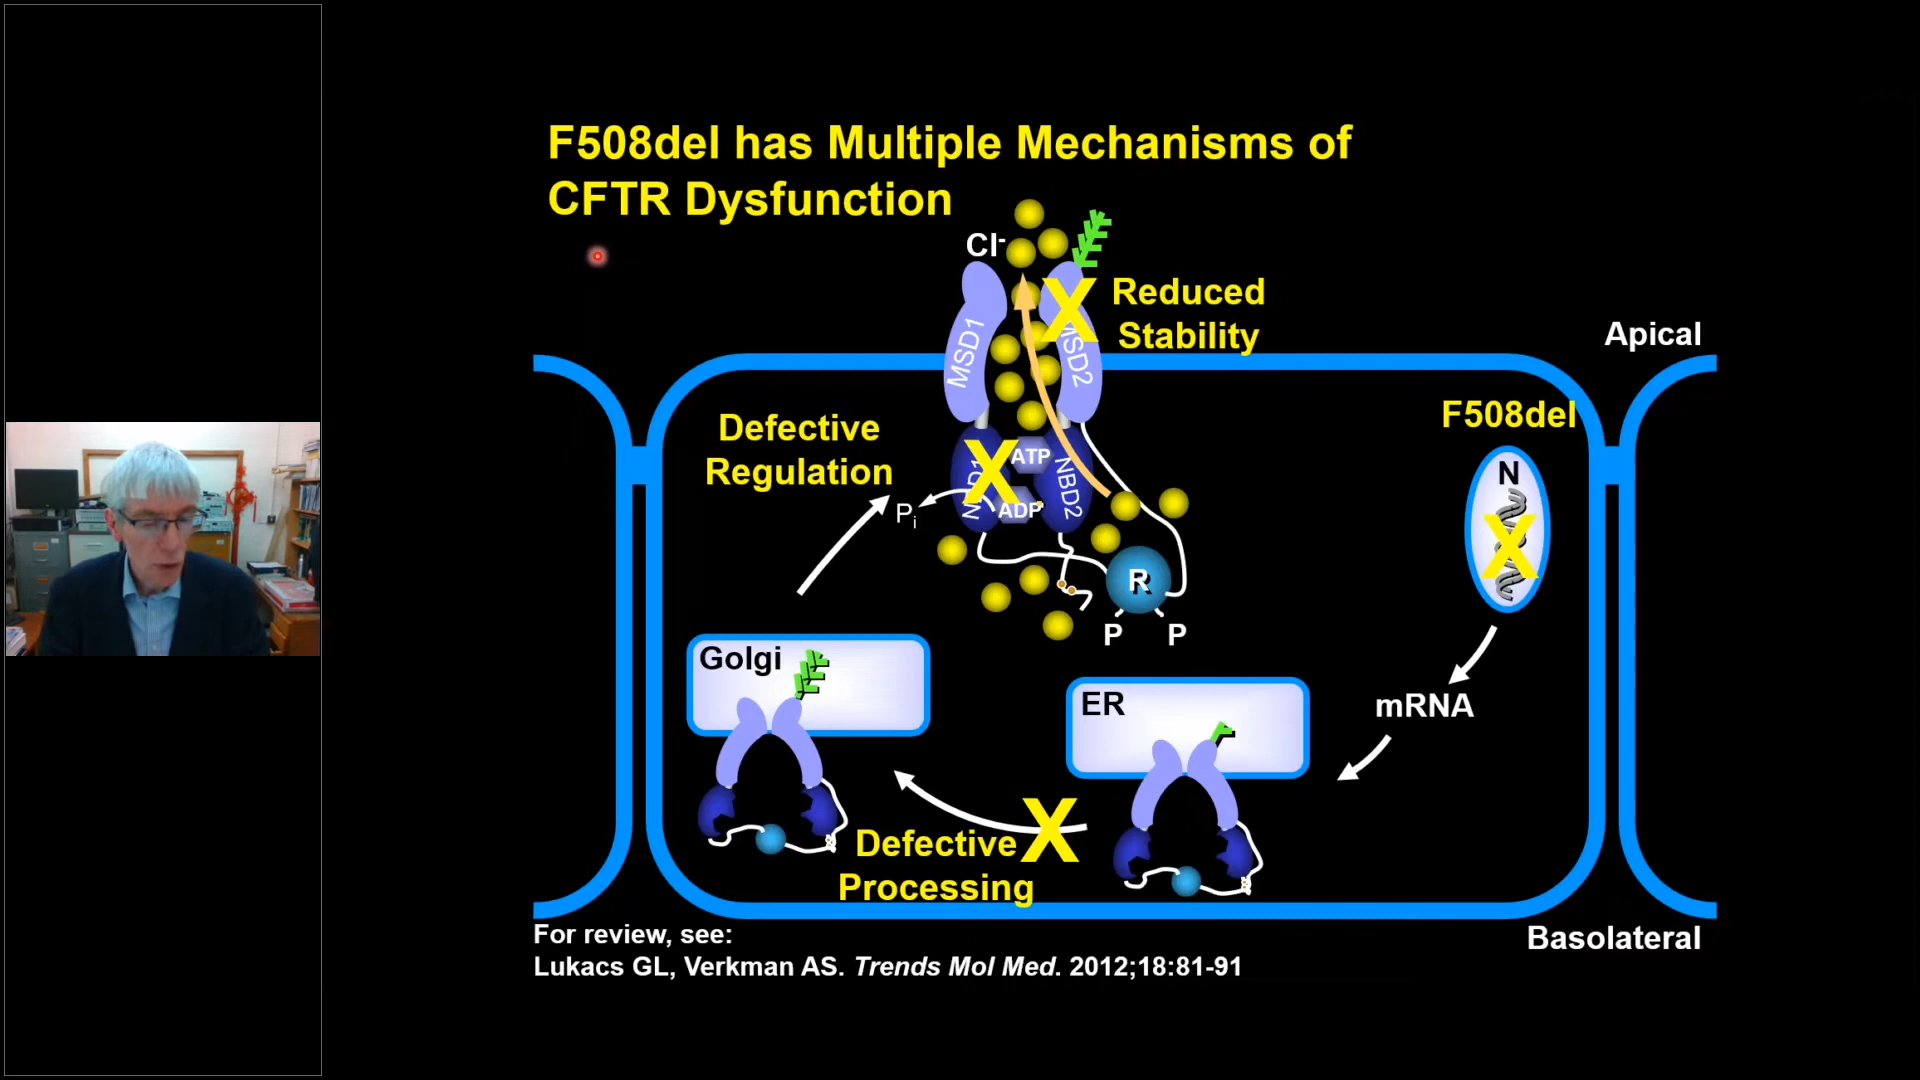 F508del has Multiple Mechanisms of
CFTR Dysfunction
Cl-
Reduced
Stability
Apical
MSD1
MSD2
F508del
Defective
Regulation
ATP
NBD1
NBD2
ADP
Pi
N
R
P P
Golgi
ER
mRNA
Defective
Processing
For review, see:
Lukacs GL, Verkman AS. Trends Mol Med. 2012;18:81-91
Basolateral